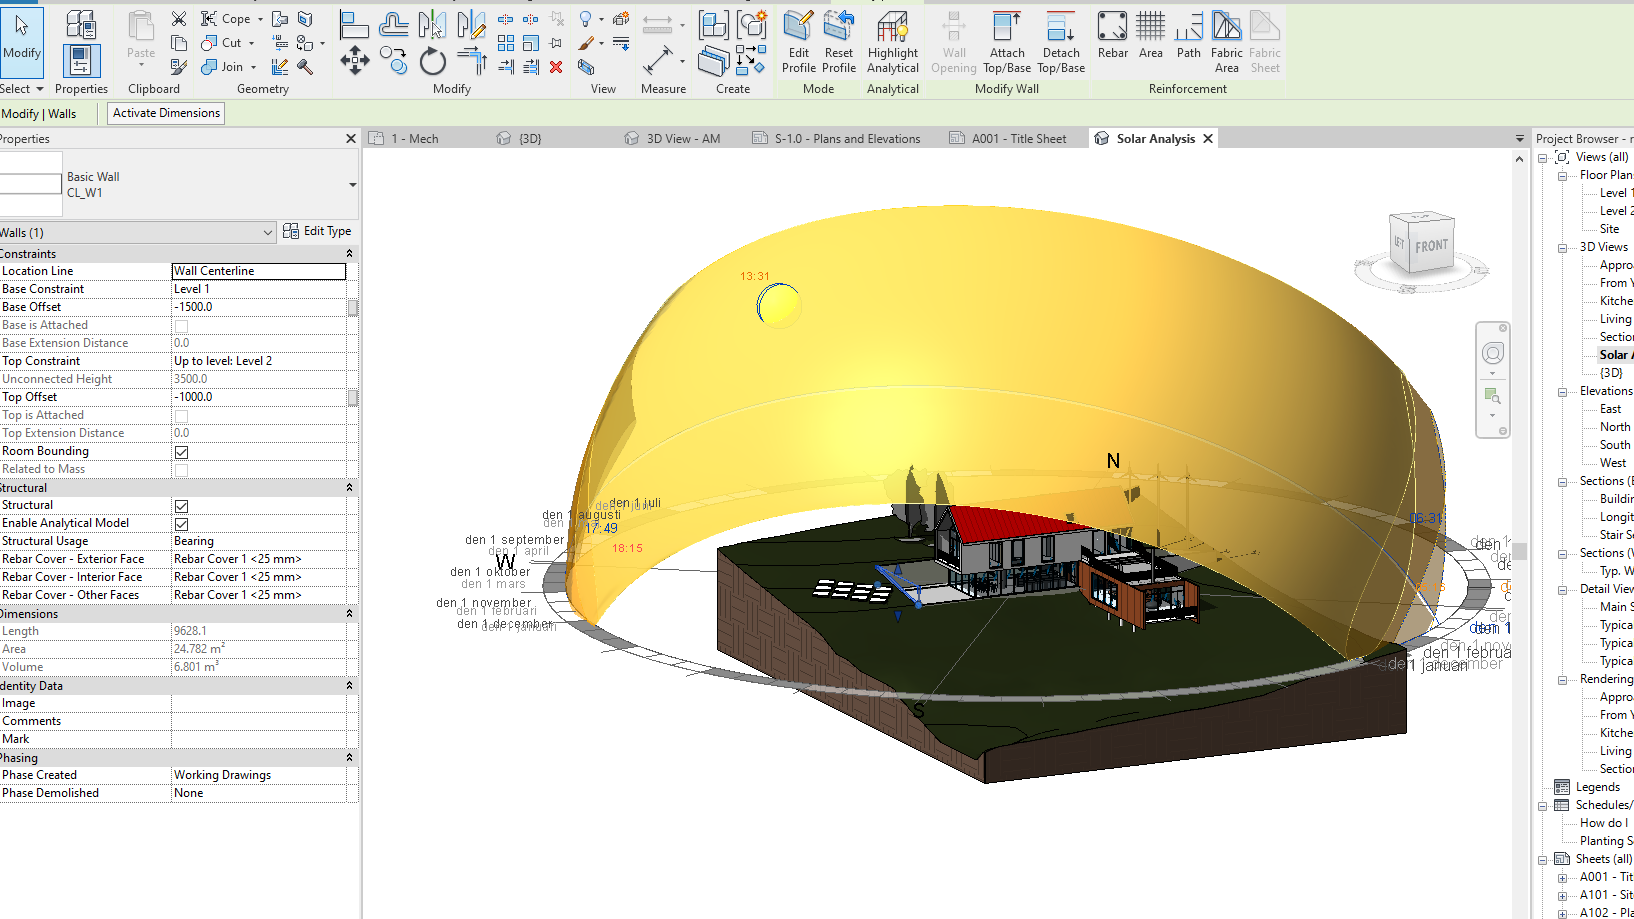 Modify
Select
Properties
Paste
Clipboard
Cope
Cut
Join
Geometry
Modify
View
Measure
Create
Edit Profile
Reset Profile
Mode
Highlight Analytical
Analytical
Wall Opening
Attach Top/Base
Detach Top/Base
Modify Wall
Rebar
Area
Path
Fabric Area
Fabric Sheet
Reinforcement
Modify | Walls
Activate Dimensions
Properties
Basic Wall
CL_W1
Walls (1)
Edit Type
Constraints
Location Line Wall Centerline
Base Constraint Level 1
Base Offset -1500.0
Base is Attached
Base Extension Distance 0.0
Top Constraint Up to level: Level 2
Unconnected Height 3500.0
Top Offset -1000.0
Top is Attached
Top Extension Distance 0.0
Room Bounding
Related to Mass
Structural
Structural
Enable Analytical Model
Structural Usage Bearing
Rebar Cover - Exterior Face Rebar Cover 1 <25 mm>
Rebar Cover - Interior Face Rebar Cover 1 <25 mm>
Rebar Cover - Other Faces Rebar Cover 1 <25 mm>
Dimensions
Length 9628.1
Area 24.782 m²
Volume 6.801 m³
Identity Data
Image
Comments
Mark
Phasing
Phase Created Working Drawings
Phase Demolished None
1 - Mech
{3D}
3D View - AM
S-1.0 - Plans and Elevations
A001 - Title Sheet
Solar Analysis
TOP
LEFT
FRONT
13:31
N
den 1 juli
den 1 juni
den 1 augusti
17:49
18:15
den 1 september
den 1 april
W
den 1 oktober
den 1 mars
den 1 november
den 1 februari
den 1 december
den 1 januari
S
06:31
den 1
den 1 februa
den 1 december
den 1 januari
Project Browser -
Views (all)
Floor Plan
Level 1
Level 2
Site
3D Views
Appro
From Y
Kitche
Living
Sectio
Solar A
{3D}
Elevations
East
North
South
West
Sections (B
Buildin
Longit
Stair S
Sections (W
Typ. W
Detail View
Main S
Typica
Typica
Typica
Rendering
Appro
From Y
Kitche
Living
Sectio
Legends
Schedules/
How do I
Planting S
Sheets (all)
A001 - Tit
A101 - Sit
A102 - Pla